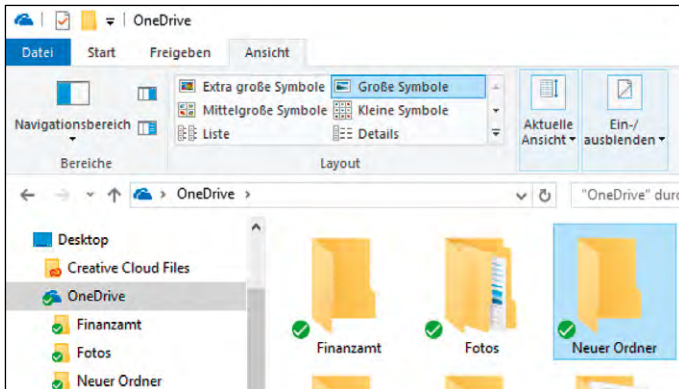 OneDrive
Datei Start Freigeben Ansicht
Extra große Symbole Große Symbole
Mittelgroße Symbole Kleine Symbole
Liste Details
Navigationsbereich
Aktuelle Ansicht
Ein-/ ausblenden
Bereiche Layout
OneDrive "OneDrive" durc
Desktop
Creative Cloud Files
OneDrive
Finanzamt
Fotos
Neuer Ordner
Finanzamt Fotos Neuer Ordner